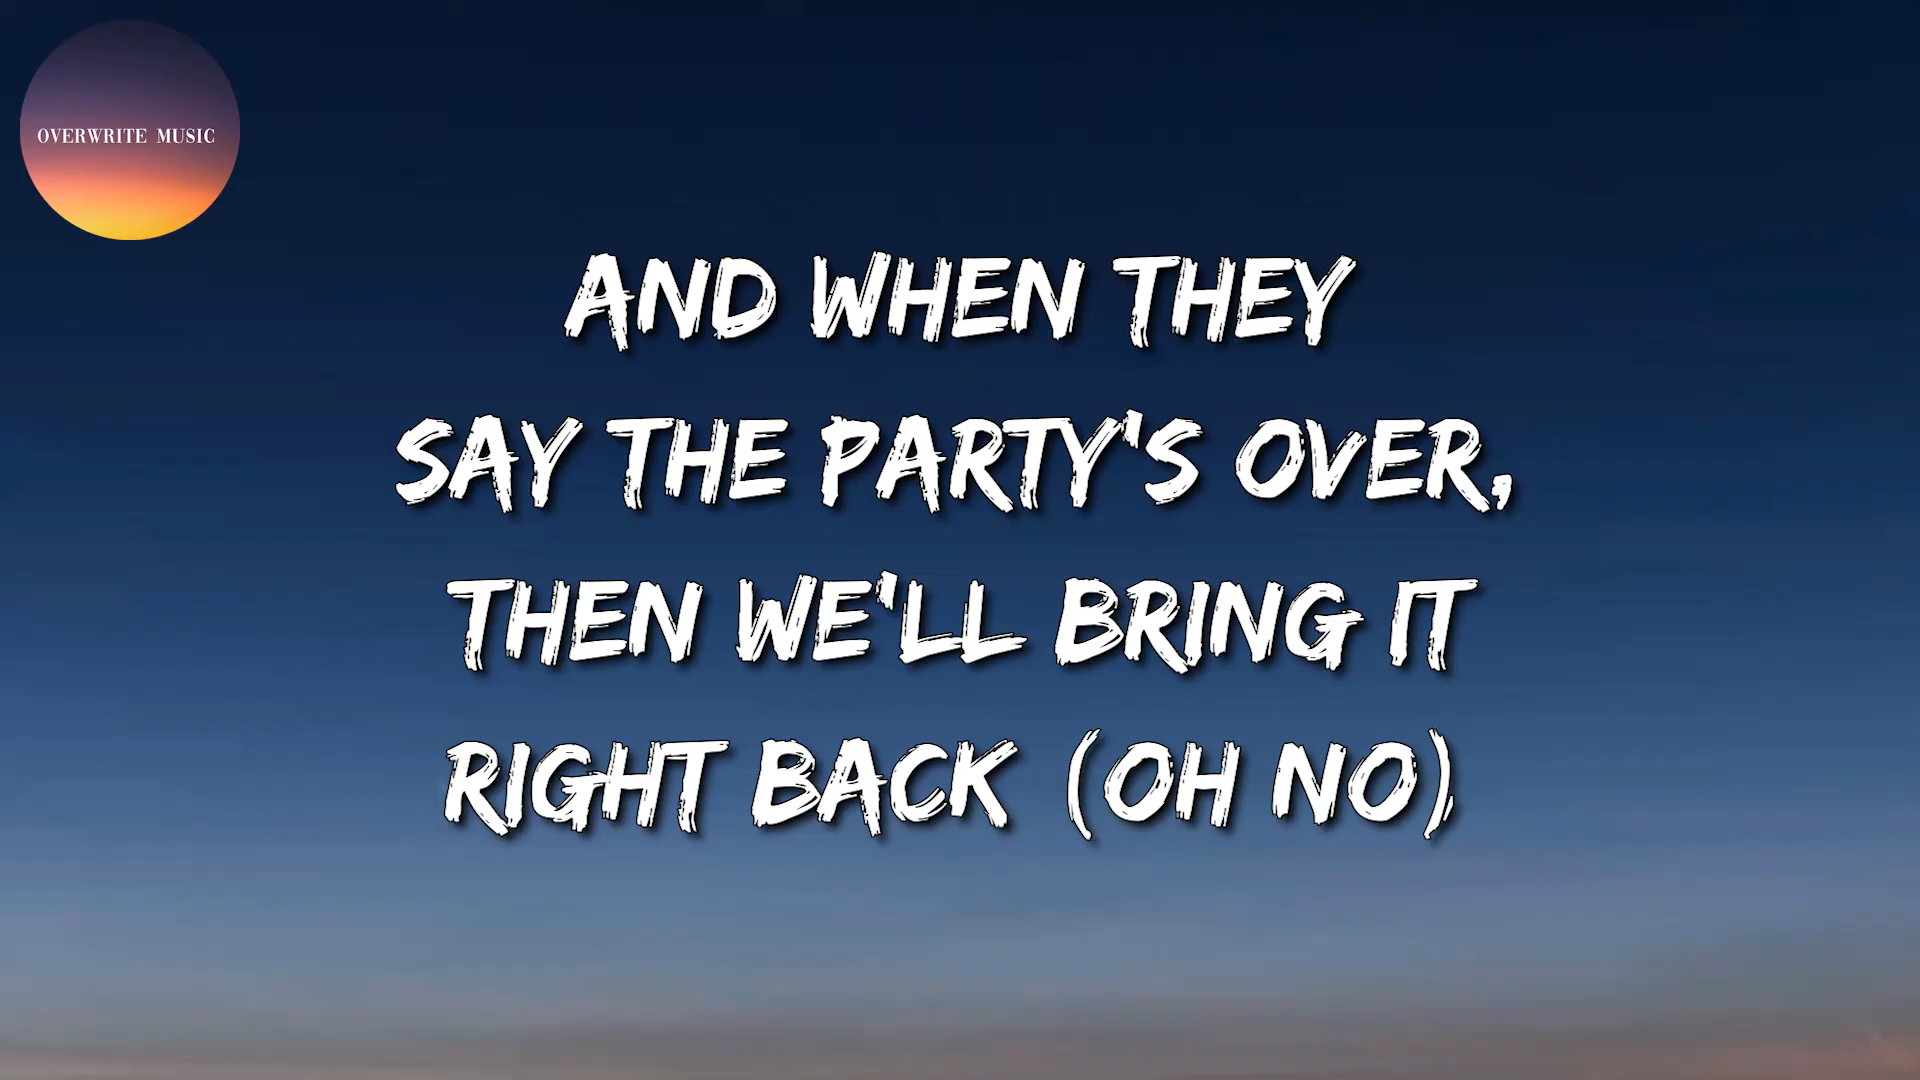 OVERWRITE MUSIC
AND WHEN THEY
SAY THE PARTY'S OVER,
THEN WE'LL BRING IT
RIGHT BACK (OH NO)